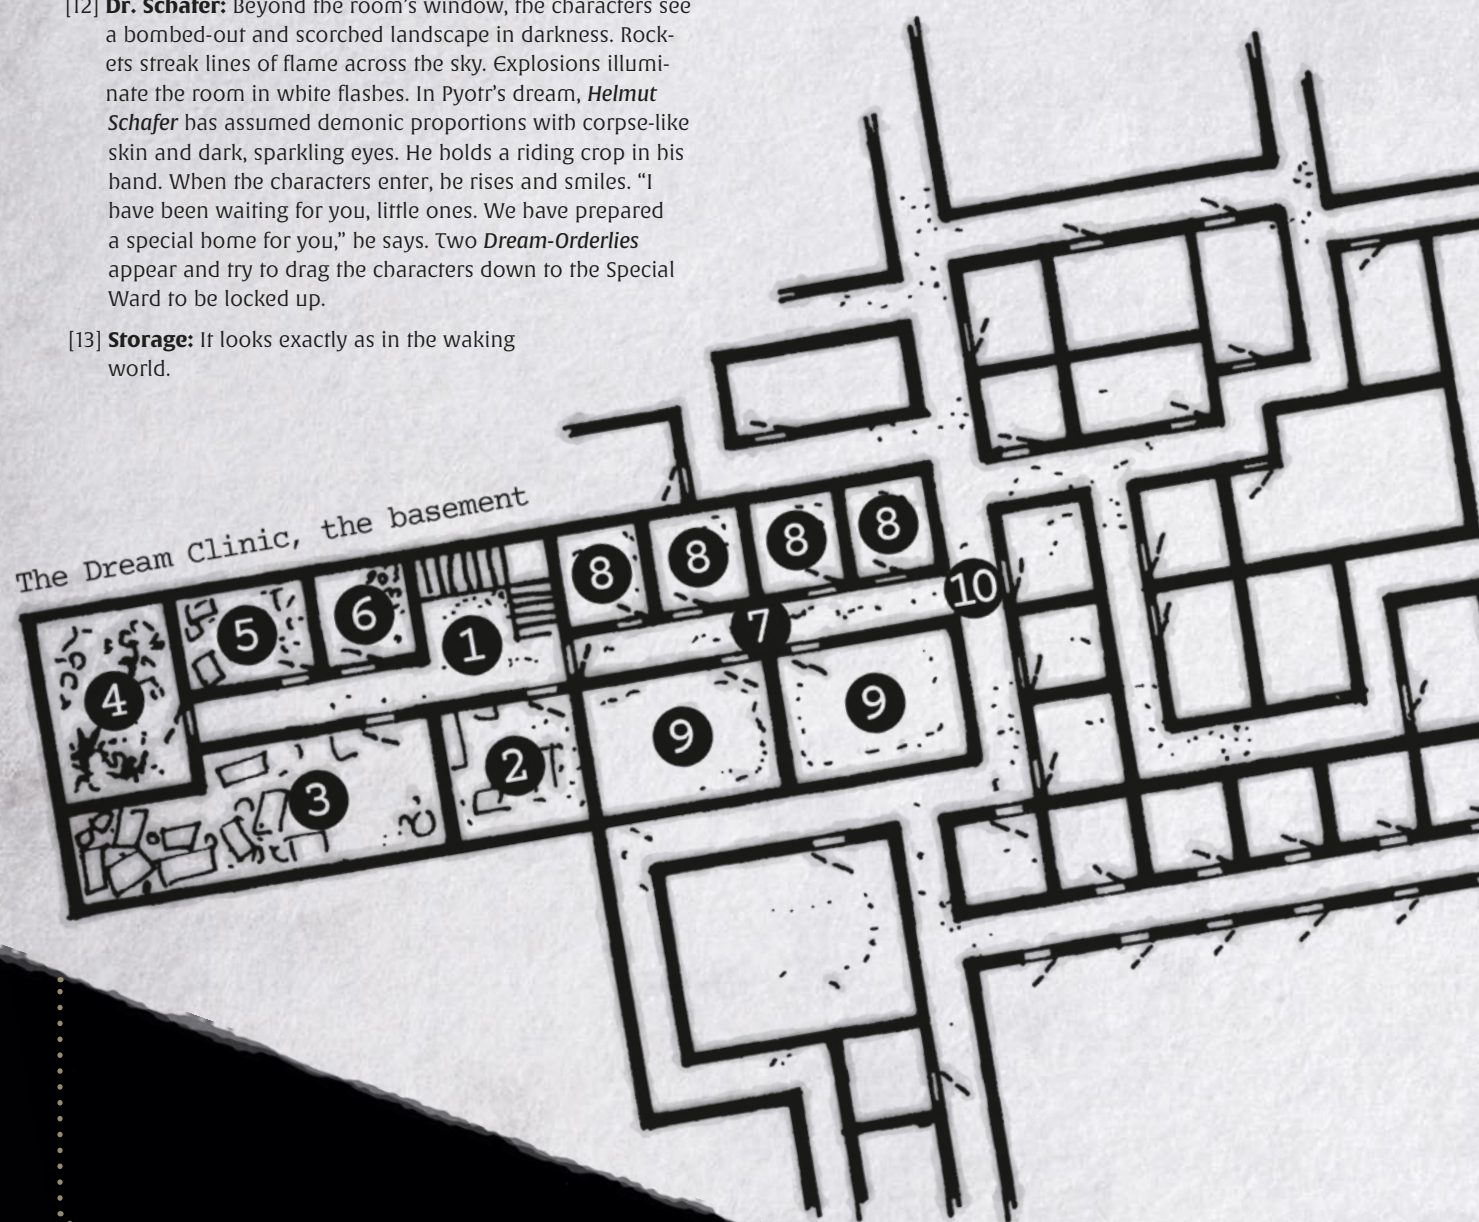 [12] Dr. Schafer: Beyond the room's window, the characters see
a bombed-out and scorched landscape in darkness. Rock-
ets streak lines of flame across the sky. Explosions illumi-
nate the room in white flashes. In Pyotr's dream, Helmut
Schafer has assumed demonic proportions with corpse-like
skin and dark, sparkling eyes. He holds a riding crop in his
hand. When the characters enter, he rises and smiles. “I
have been waiting for you, little ones. We have prepared
a special home for you,” he says. Two Dream-Orderlies
appear and try to drag the characters down to the Special
Ward to be locked up.
[13] Storage: It looks exactly as in the waking
world.
The Dream Clinic, the basement
8
8
8
8
10
5
6
1
7
4
9
9
2
3